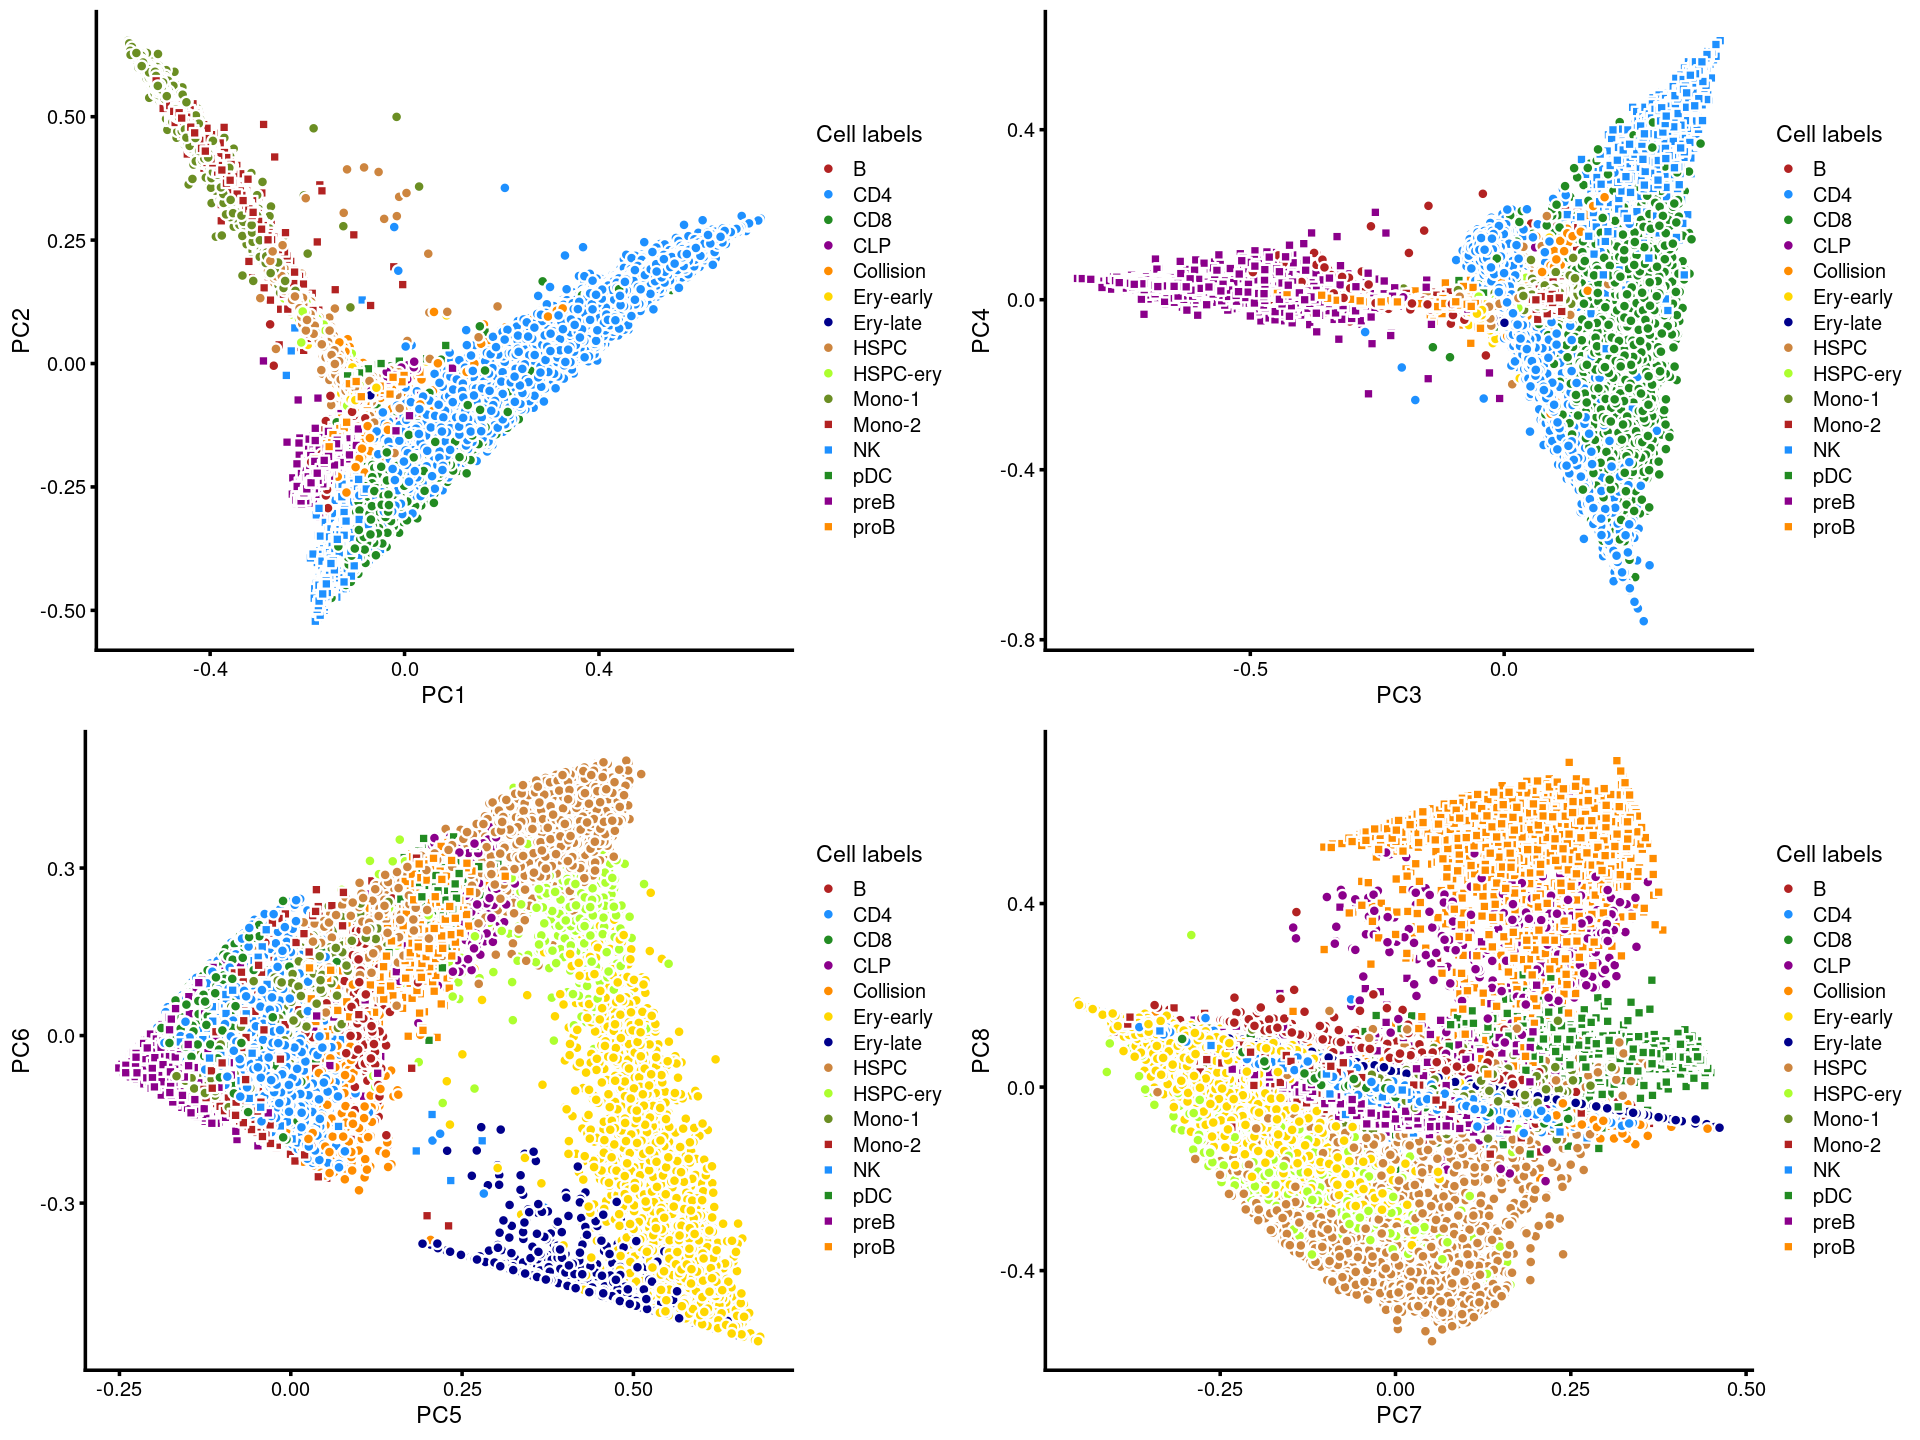 PC2
0.50
0.25
0.00
-0.25
-0.50
-0.4
0.0
0.4
PC1
Cell labels
B
CD4
CD8
CLP
Collision
Ery-early
Ery-late
HSPC
HSPC-ery
Mono-1
Mono-2
NK
pDC
preB
proB
PC4
0.4
0.0
-0.4
-0.8
-0.5
0.0
PC3
Cell labels
B
CD4
CD8
CLP
Collision
Ery-early
Ery-late
HSPC
HSPC-ery
Mono-1
Mono-2
NK
pDC
preB
proB
PC6
0.3
0.0
-0.3
-0.25
0.00
0.25
0.50
PC5
Cell labels
B
CD4
CD8
CLP
Collision
Ery-early
Ery-late
HSPC
HSPC-ery
Mono-1
Mono-2
NK
pDC
preB
proB
PC8
0.4
0.0
-0.4
-0.25
0.00
0.25
0.50
PC7
Cell labels
B
CD4
CD8
CLP
Collision
Ery-early
Ery-late
HSPC
HSPC-ery
Mono-1
Mono-2
NK
pDC
preB
proB